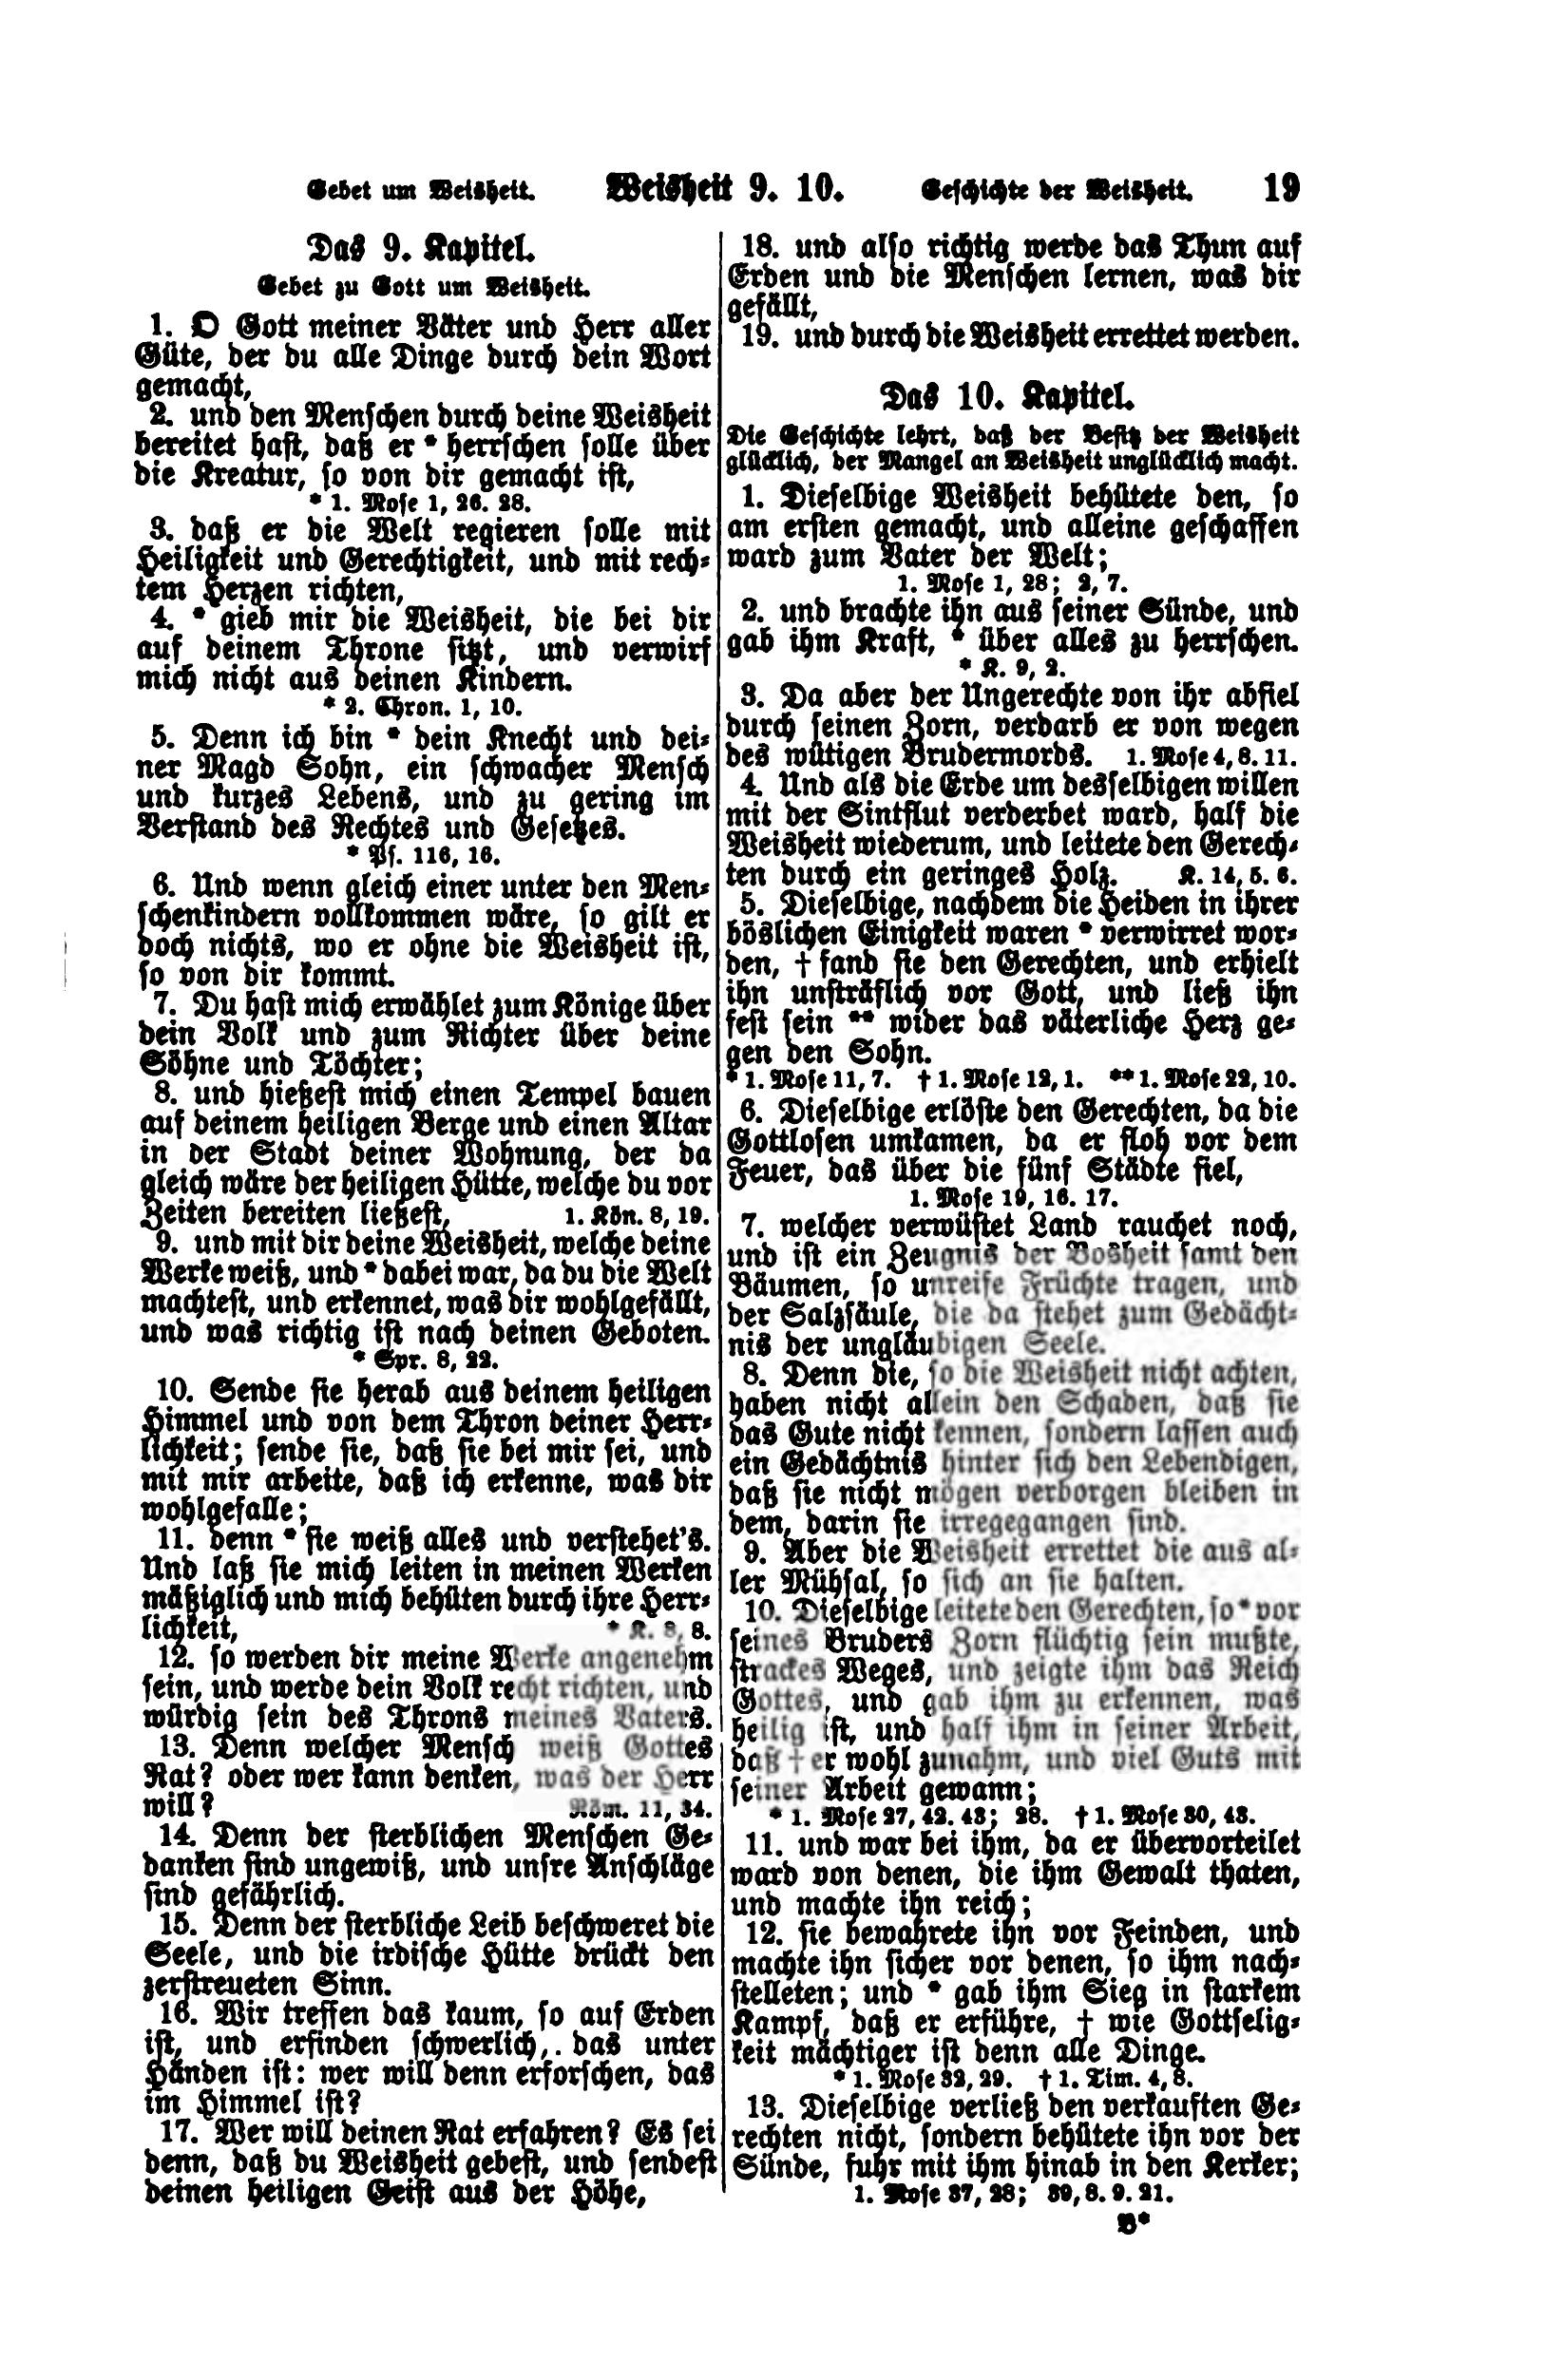 Gebet um Weisheit. Weisheit 9. 10. Geschichte der Weisheit. 19
Das 9. Kapitel.
Gebet zu Gott um Weisheit.
1. O Gott meiner Väter und Herr aller
Güte, der du alle Dinge durch dein Wort
gemacht,
2. und den Menschen durch deine Weisheit
bereitet hast, daß er * herrschen solle über
die Kreatur, so von dir gemacht ist,
* 1. Mose 1, 26. 28.
3. daß er die Welt regieren solle mit
Heiligkeit und Gerechtigkeit, und mit rech-
tem Herzen richten,
4. * gieb mir die Weisheit, die bei dir
auf deinem Throne sitzt, und verwirf
mich nicht aus deinen Kindern.
* 2. Chron. 1, 10.
5. Denn ich bin * dein Knecht und dei-
ner Magd Sohn, ein schwacher Mensch
und kurzes Lebens, und zu gering im
Verstand des Rechtes und Gesetzes.
* Ps. 116, 16.
6. Und wenn gleich einer unter den Men-
schenkindern vollkommen wäre, so gilt er
doch nichts, wo er ohne die Weisheit ist,
so von dir kommt.
7. Du hast mich erwählet zum Könige über
dein Volk und zum Richter über deine
Söhne und Töchter;
8. und hießest mich einen Tempel bauen
auf deinem heiligen Berge und einen Altar
in der Stadt deiner Wohnung, der da
gleich wäre der heiligen Hütte, welche du vor
Zeiten bereiten ließest, 1. Kön. 8, 19.
9. und mit dir deine Weisheit, welche deine
Werke weiß, und * dabei war, da du die Welt
machtest, und erkennet, was dir wohlgefällt,
und was richtig ist nach deinen Geboten.
* Spr. 8, 22.
10. Sende sie herab aus deinem heiligen
Himmel und von dem Thron deiner Herr-
lichkeit; sende sie, daß sie bei mir sei, und
mit mir arbeite, daß ich erkenne, was dir
wohlgefalle;
11. denn * sie weiß alles und verstehet's.
Und laß sie mich leiten in meinen Werken
mäßiglich und mich behüten durch ihre Herr-
lichkeit, * K. 8, 8.
12. so werden dir meine Werke angenehm
sein, und werde dein Volk recht richten, und
würdig sein des Throns meines Vaters.
13. Denn welcher Mensch weiß Gottes
Rat? oder wer kann denken, was der Herr
will? Röm. 11, 34.
14. Denn der sterblichen Menschen Ge-
danken sind ungewiß, und unsre Anschläge
sind gefährlich.
15. Denn der sterbliche Leib beschweret die
Seele, und die irdische Hütte drückt den
zerstreueten Sinn.
16. Wir treffen das kaum, so auf Erden
ist, und erfinden schwerlich,. das unter
Händen ist: wer will denn erforschen, das
im Himmel ist?
17. Wer will deinen Rat erfahren? Es sei
denn, daß du Weisheit gebest, und sendest
deinen heiligen Geist aus der Höhe,
18. und also richtig werde das Thun auf
Erden und die Menschen lernen, was dir
gefällt,
19. und durch die Weisheit errettet werden.
Das 10. Kapitel.
Die Geschichte lehrt, daß der Besitz der Weisheit
glücklich, der Mangel an Weisheit unglücklich macht.
1. Dieselbige Weisheit behütete den, so
am ersten gemacht, und alleine geschaffen
ward zum Vater der Welt;
1. Mose 1, 28; 2, 7.
2. und brachte ihn aus seiner Sünde, und
gab ihm Kraft, * über alles zu herrschen.
* K. 9, 2.
3. Da aber der Ungerechte von ihr abfiel
durch seinen Zorn, verdarb er von wegen
des wütigen Brudermords. 1. Mose 4, 8. 11.
4. Und als die Erde um desselbigen willen
mit der Sintflut verderbet ward, half die
Weisheit wiederum, und leitete den Gerech-
ten durch ein geringes Holz. K. 14, 5. 6.
5. Dieselbige, nachdem die Heiden in ihrer
böslichen Einigkeit waren * verwirret wor-
den, † fand sie den Gerechten, und erhielt
ihn unsträflich vor Gott, und ließ ihn
fest sein ** wider das väterliche Herz ge-
gen den Sohn.
* 1. Mose 11, 7. † 1. Mose 12, 1. ** 1. Mose 22, 10.
6. Dieselbige erlöste den Gerechten, da die
Gottlosen umkamen, da er floh vor dem
Feuer, das über die fünf Städte fiel,
1. Mose 19, 16. 17.
7. welcher verwüstet Land rauchet noch,
und ist ein Zeugnis der Bosheit samt den
Bäumen, so unreife Früchte tragen, und
der Salzsäule, die da stehet zum Gedächt-
nis der ungläubigen Seele.
8. Denn die, so die Weisheit nicht achten,
haben nicht allein den Schaden, daß sie
das Gute nicht kennen, sondern lassen auch
ein Gedächtnis hinter sich den Lebendigen,
daß sie nicht mögen verborgen bleiben in
dem, darin sie irregegangen sind.
9. Aber die Weisheit errettet die aus al-
ler Mühsal, so sich an sie halten.
10. Dieselbige leitete den Gerechten, so * vor
seines Bruders Zorn flüchtig sein mußte,
strackes Weges, und zeigte ihm das Reich
Gottes, und gab ihm zu erkennen, was
heilig ist, und half ihm in seiner Arbeit,
daß † er wohl zunahm, und viel Guts mit
seiner Arbeit gewann;
* 1. Mose 27, 42. 43; 28. † 1. Mose 30, 43.
11. und war bei ihm, da er übervorteilet
ward von denen, die ihm Gewalt thaten,
und machte ihn reich;
12. sie bewahrete ihn vor Feinden, und
machte ihn sicher vor denen, so ihm nach-
stelleten; und * gab ihm Sieg in starkem
Kampf, daß er erführe, † wie Gottselig-
keit mächtiger ist denn alle Dinge.
* 1. Mose 32, 29. † 1. Tim. 4, 8.
13. Dieselbige verließ den verkauften Ge-
rechten nicht, sondern behütete ihn vor der
Sünde, fuhr mit ihm hinab in den Kerker;
1. Mose 37, 28; 39, 8. 9. 21.
B*